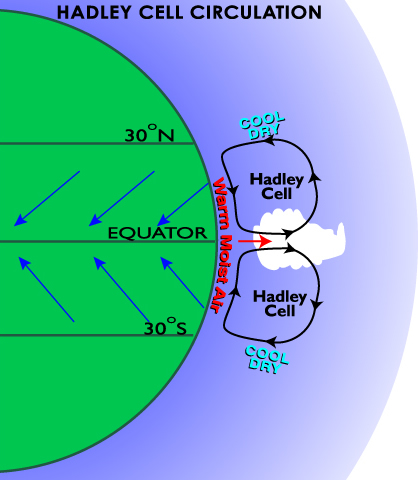 HADLEY CELL CIRCULATION
COOL
DRY
30°N
Hadley
Cell
Warm Moist Air
EQUATOR
Hadley
Cell
30°S
COOL
DRY